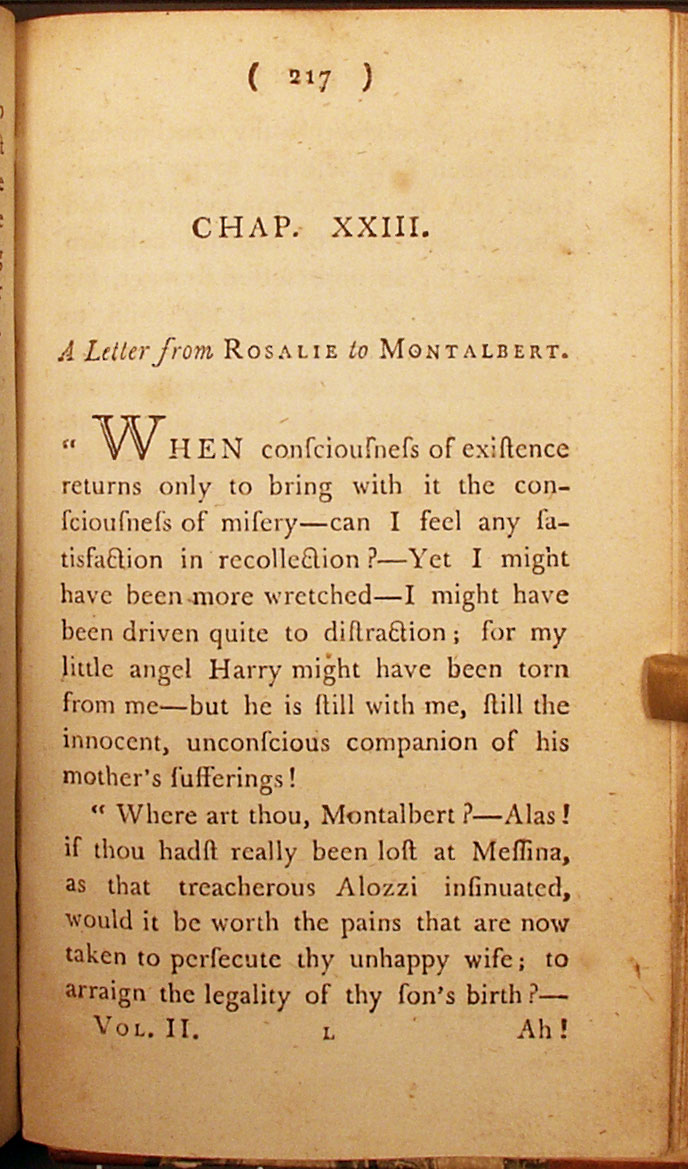 ( 217 )
CHAP. XXIII.
A Letter from ROSALIE to MONTALBERT.
“ WHEN conſciouſneſs of exiſtence
returns only to bring with it the con-
ſciouſneſs of miſery—can I feel any ſa-
tisfaction in recollection?—Yet I might
have been more wretched—I might have
been driven quite to diſtraction; for my
little angel Harry might have been torn
from me—but he is ſtill with me, ſtill the
innocent, unconſcious companion of his
mother's ſufferings!
“ Where art thou, Montalbert?—Alas!
if thou hadſt really been loſt at Meſſina,
as that treacherous Alozzi inſinuated,
would it be worth the pains that are now
taken to perſecute thy unhappy wife; to
arraign the legality of thy ſon's birth?—
VOL. II. L Ah!